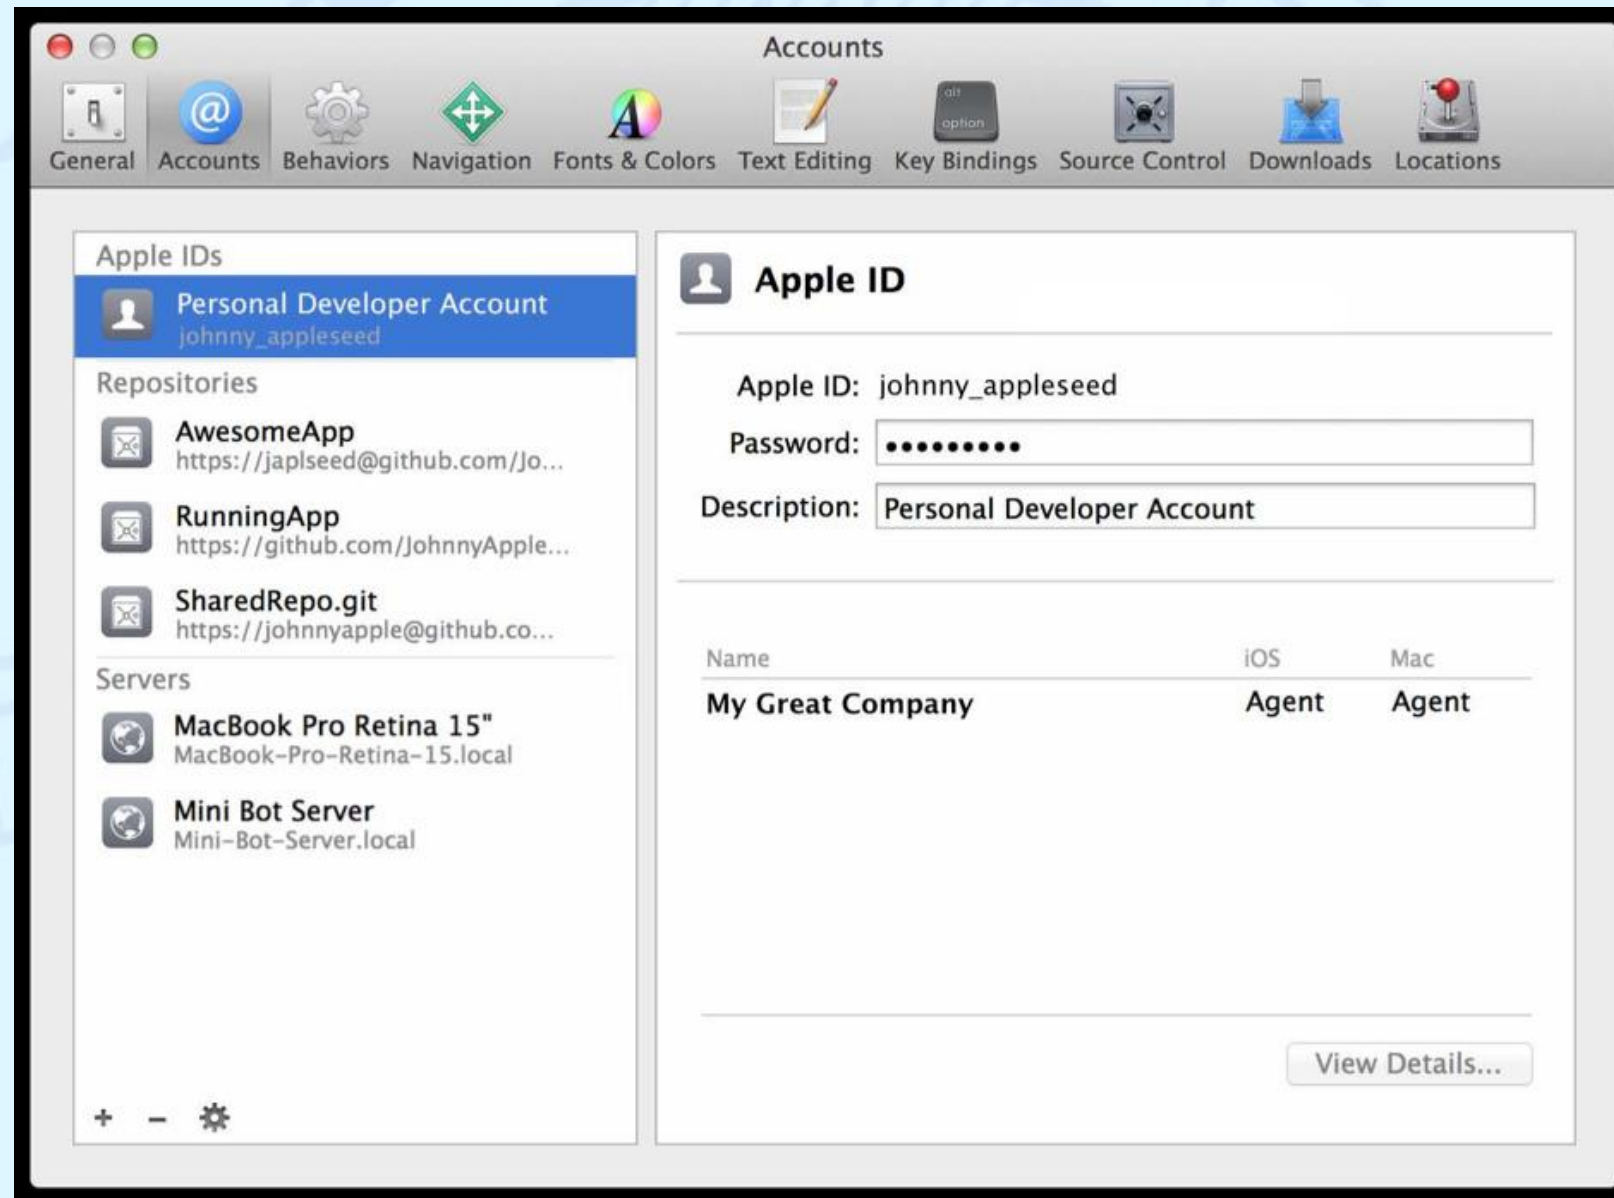 Accounts
General Accounts Behaviors Navigation Fonts & Colors Text Editing alt option Key Bindings Source Control Downloads Locations
Apple IDs
Personal Developer Account
johnny_appleseed
Repositories
AwesomeApp
https://japlseed@github.com/Jo...
RunningApp
https://github.com/JohnnyApple...
SharedRepo.git
https://johnnyapple@github.co...
Servers
MacBook Pro Retina 15"
MacBook-Pro-Retina-15.local
Mini Bot Server
Mini-Bot-Server.local
Apple ID
Apple ID: johnny_appleseed
Password: •••••••••
Description: Personal Developer Account
Name iOS Mac
My Great Company Agent Agent
View Details...